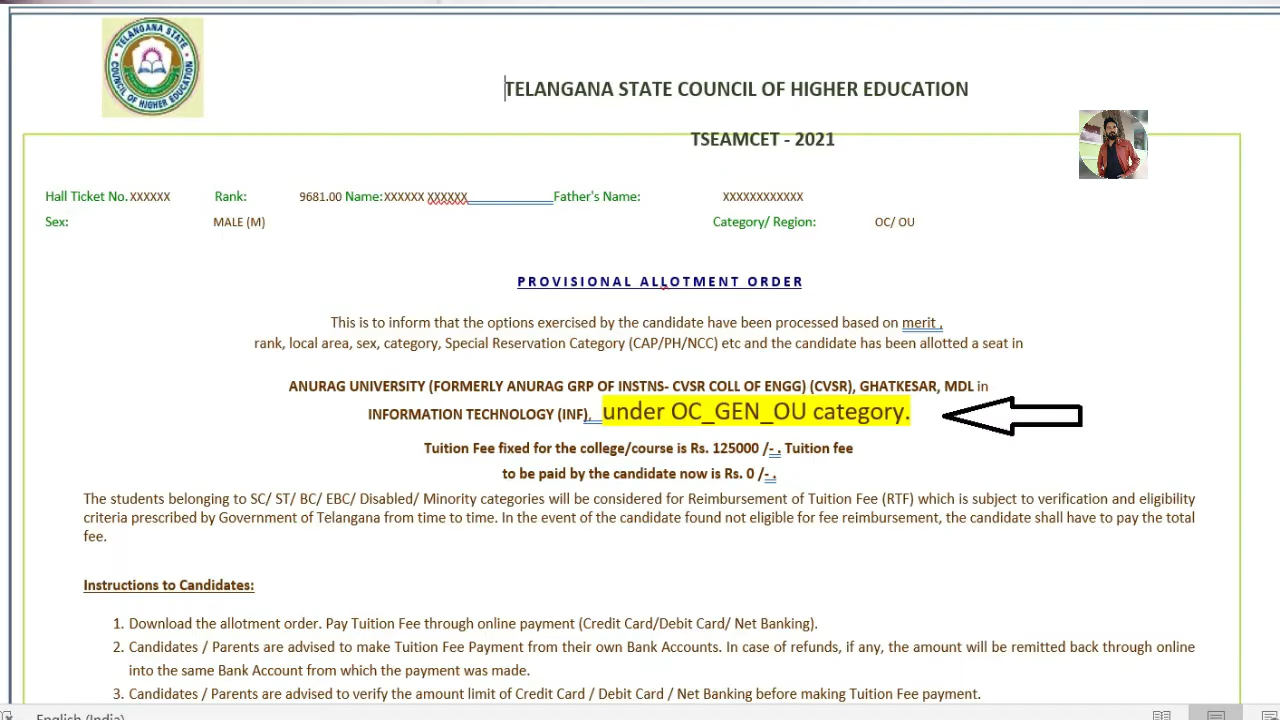 TELANGANA STATE COUNCIL OF HIGHER EDUCATION
TELANGANA STATE COUNCIL OF HIGHER EDUCATION
TSEAMCET - 2021
Hall Ticket No. XXXXXX Rank: 9681.00 Name: XXXXXX XXXXXX Father's Name: XXXXXXXXXXXX
Sex: MALE (M) Category/ Region: OC/ OU
PROVISIONAL ALLOTMENT ORDER
This is to inform that the options exercised by the candidate have been processed based on merit ,
rank, local area, sex, category, Special Reservation Category (CAP/PH/NCC) etc and the candidate has been allotted a seat in
ANURAG UNIVERSITY (FORMERLY ANURAG GRP OF INSTNS- CVSR COLL OF ENGG) (CVSR), GHATKESAR, MDL in
INFORMATION TECHNOLOGY (INF), under OC_GEN_OU category.
Tuition Fee fixed for the college/course is Rs. 125000 /- . Tuition fee
to be paid by the candidate now is Rs. 0 /- .
The students belonging to SC/ ST/ BC/ EBC/ Disabled/ Minority categories will be considered for Reimbursement of Tuition Fee (RTF) which is subject to verification and eligibility
criteria prescribed by Government of Telangana from time to time. In the event of the candidate found not eligible for fee reimbursement, the candidate shall have to pay the total
fee.
Instructions to Candidates:
1. Download the allotment order. Pay Tuition Fee through online payment (Credit Card/Debit Card/ Net Banking).
2. Candidates / Parents are advised to make Tuition Fee Payment from their own Bank Accounts. In case of refunds, if any, the amount will be remitted back through online
into the same Bank Account from which the payment was made.
3. Candidates / Parents are advised to verify the amount limit of Credit Card / Debit Card / Net Banking before making Tuition Fee payment.
English (India)